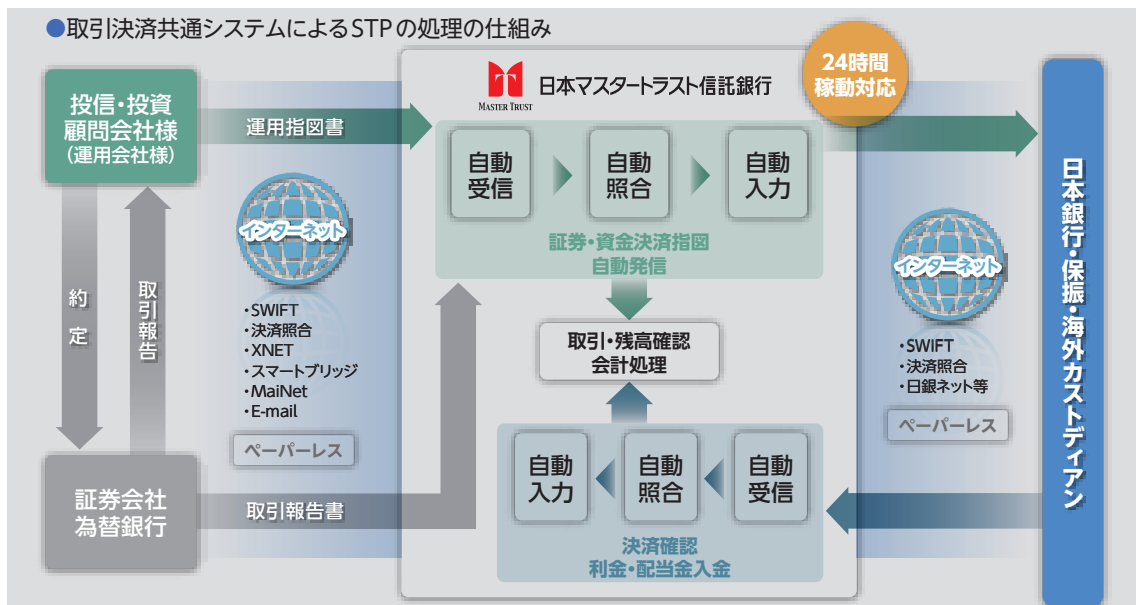 ●取引決済共通システムによるSTPの処理の仕組み
投信・投資
顧問会社様
(運用会社様)
約定
取引報告
証券会社
為替銀行
運用指図書
インターネット
・SWIFT
・決済照合
・XNET
・スマートブリッジ
・MaiNet
・E-mail
ペーパーレス
取引報告書
MASTER TRUST
日本マスタートラスト信託銀行
24時間
稼動対応
自動
受信
自動
照合
自動
入力
証券・資金決済指図
自動発信
取引・残高確認
会計処理
自動
入力
自動
照合
自動
受信
決済確認
利金・配当金入金
インターネット
・SWIFT
・決済照合
・日銀ネット等
ペーパーレス
日本銀行・保振・海外カストディアン